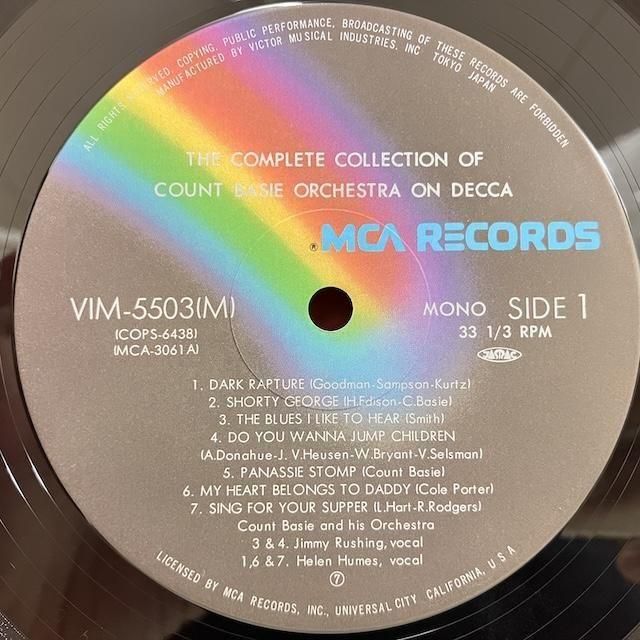 ALL RIGHTS RESERVED. COPYING, PUBLIC PERFORMANCE, BROADCASTING OF THESE RECORDS ARE FORBIDDEN
MANUFACTURED BY VICTOR MUSICAL INDUSTRIES, INC TOKYO JAPAN
THE COMPLETE COLLECTION OF
COUNT BASIE ORCHESTRA ON DECCA
® MCA RECORDS
VIM-5503(M)
(COPS-6438)
(MCA-3061A)
MONO SIDE 1
33 1/3 RPM
JASRAC
1. DARK RAPTURE (Goodman-Sampson-Kurtz)
2. SHORTY GEORGE (H.Edison-C.Basie)
3. THE BLUES I LIKE TO HEAR (Smith)
4. DO YOU WANNA JUMP CHILDREN
(A.Donahue-J. V.Heusen-W.Bryant-V.Selsman)
5. PANASSIE STOMP (Count Basie)
6. MY HEART BELONGS TO DADDY (Cole Porter)
7. SING FOR YOUR SUPPER (L.Hart-R.Rodgers)
Count Basie and his Orchestra
3 & 4. Jimmy Rushing, vocal
1,6 & 7. Helen Humes, vocal
⑦
LICENSED BY MCA RECORDS, INC., UNIVERSAL CITY, CALIFORNIA, U.S.A